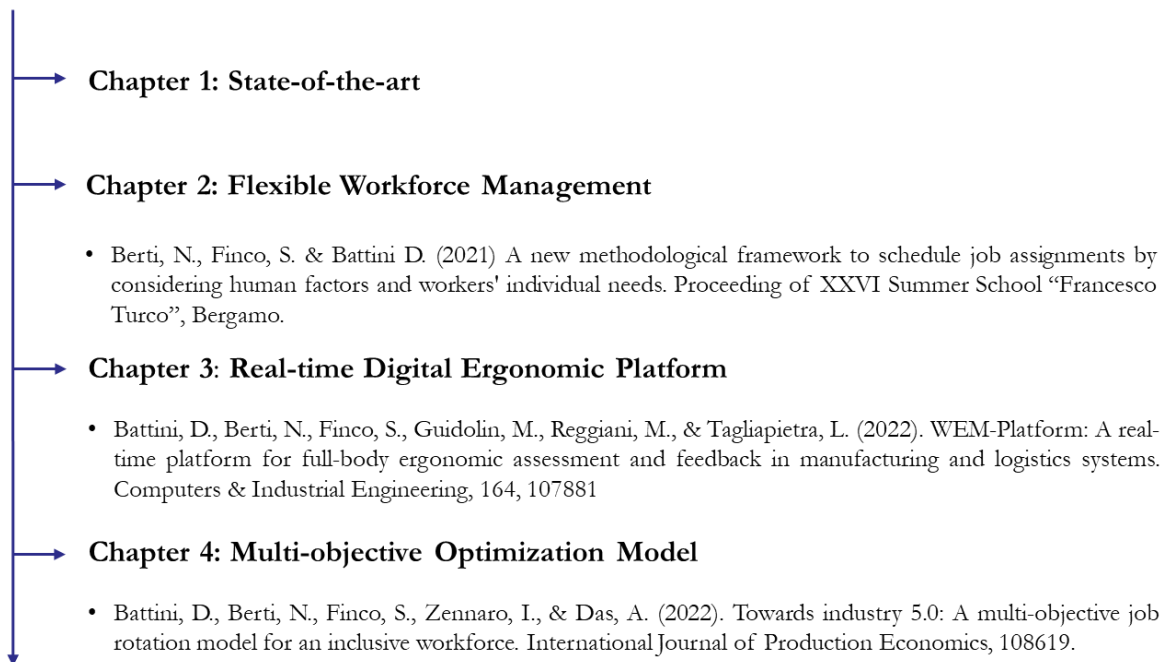 Chapter 1: State-of-the-art
Chapter 2: Flexible Workforce Management
• Berti, N., Finco, S. & Battini D. (2021) A new methodological framework to schedule job assignments by
considering human factors and workers' individual needs. Proceeding of XXVI Summer School “Francesco
Turco”, Bergamo.
Chapter 3: Real-time Digital Ergonomic Platform
• Battini, D., Berti, N., Finco, S., Guidolin, M., Reggiani, M., & Tagliapietra, L. (2022). WEM-Platform: A real-
time platform for full-body ergonomic assessment and feedback in manufacturing and logistics systems.
Computers & Industrial Engineering, 164, 107881
Chapter 4: Multi-objective Optimization Model
• Battini, D., Berti, N., Finco, S., Zennaro, I., & Das, A. (2022). Towards industry 5.0: A multi-objective job
rotation model for an inclusive workforce. International Journal of Production Economics, 108619.